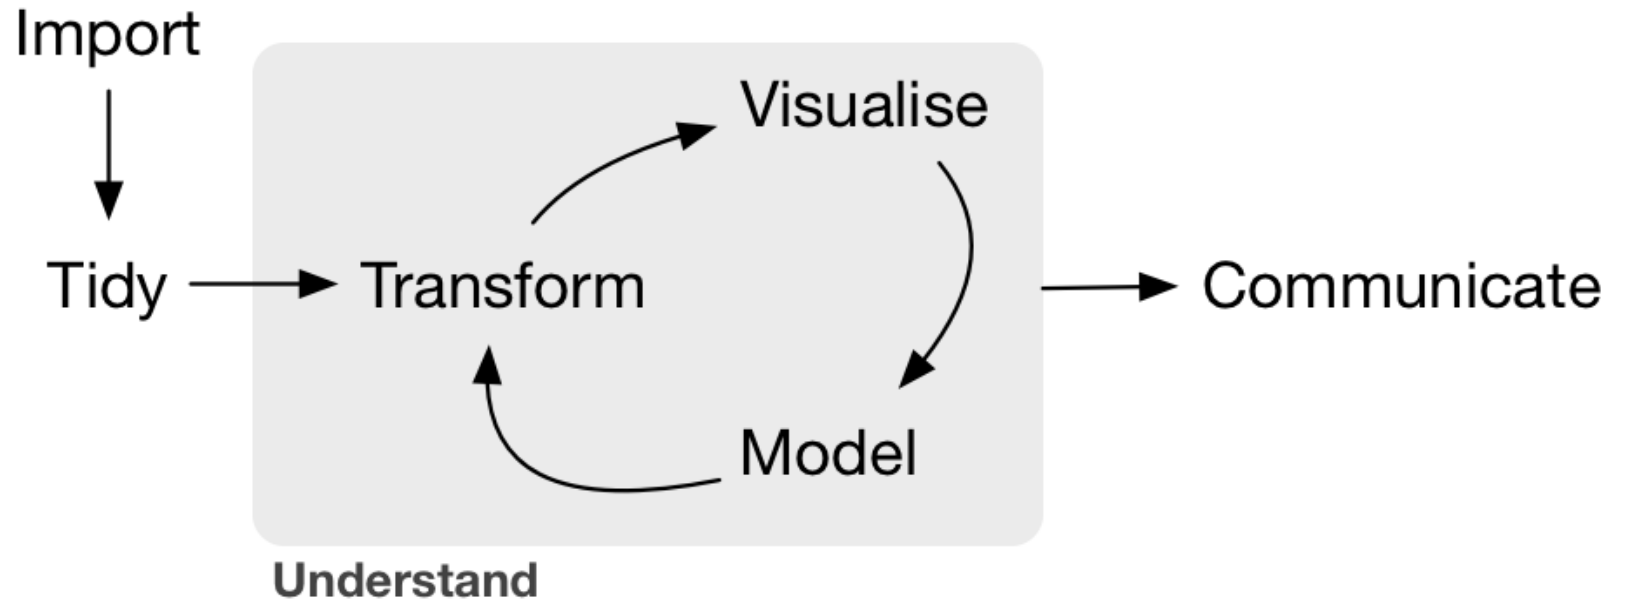 Import
Visualise
Tidy
Transform
Communicate
Model
Understand